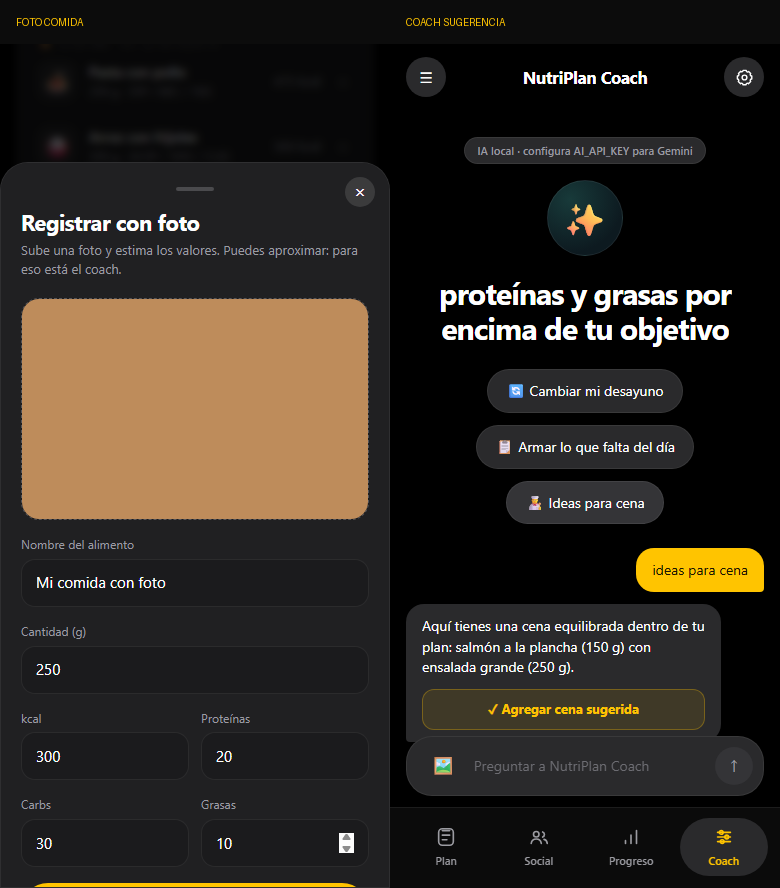 FOTO COMIDA
Registrar con foto
Sube una foto y estima los valores. Puedes aproximar: para
eso está el coach.
Nombre del alimento
Mi comida con foto
Cantidad (g)
250
kcal
Proteínas
300
20
Carbs
Grasas
30
10
COACH SUGERENCIA
NutriPlan Coach
IA local · configura AI_API_KEY para Gemini
proteínas y grasas por
encima de tu objetivo
Cambiar mi desayuno
Armar lo que falta del día
Ideas para cena
ideas para cena
Aquí tienes una cena equilibrada dentro de tu
plan: salmón a la plancha (150 g) con
ensalada grande (250 g).
✓ Agregar cena sugerida
Preguntar a NutriPlan Coach
Plan
Social
Progreso
Coach